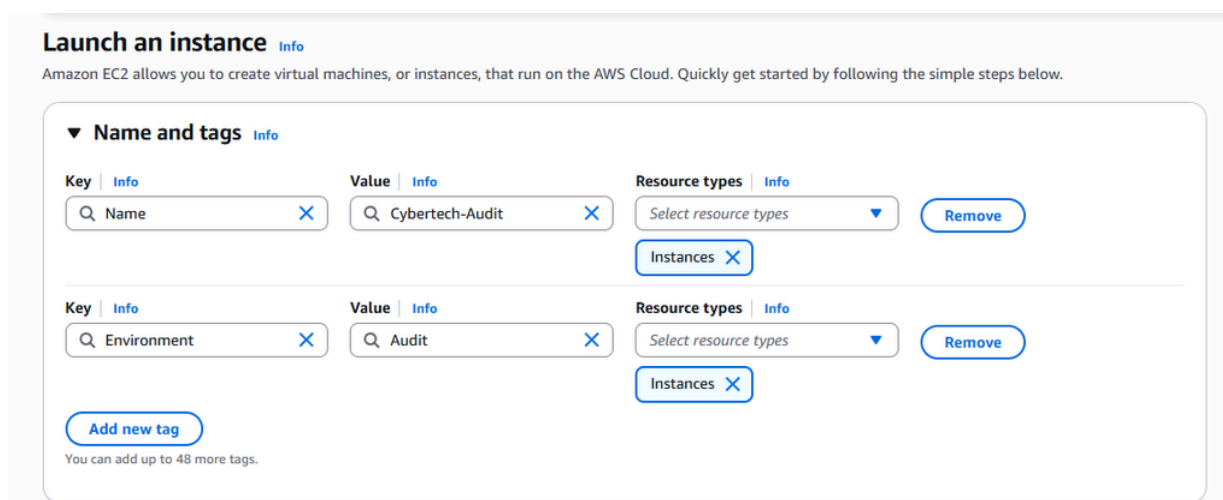 Launch an instance Info
Amazon EC2 allows you to create virtual machines, or instances, that run on the AWS Cloud. Quickly get started by following the simple steps below.
Name and tags Info
Key Info Value Info Resource types Info
Name Cybertech-Audit Select resource types Remove
Instances
Key Info Value Info Resource types Info
Environment Audit Select resource types Remove
Instances
Add new tag
You can add up to 48 more tags.